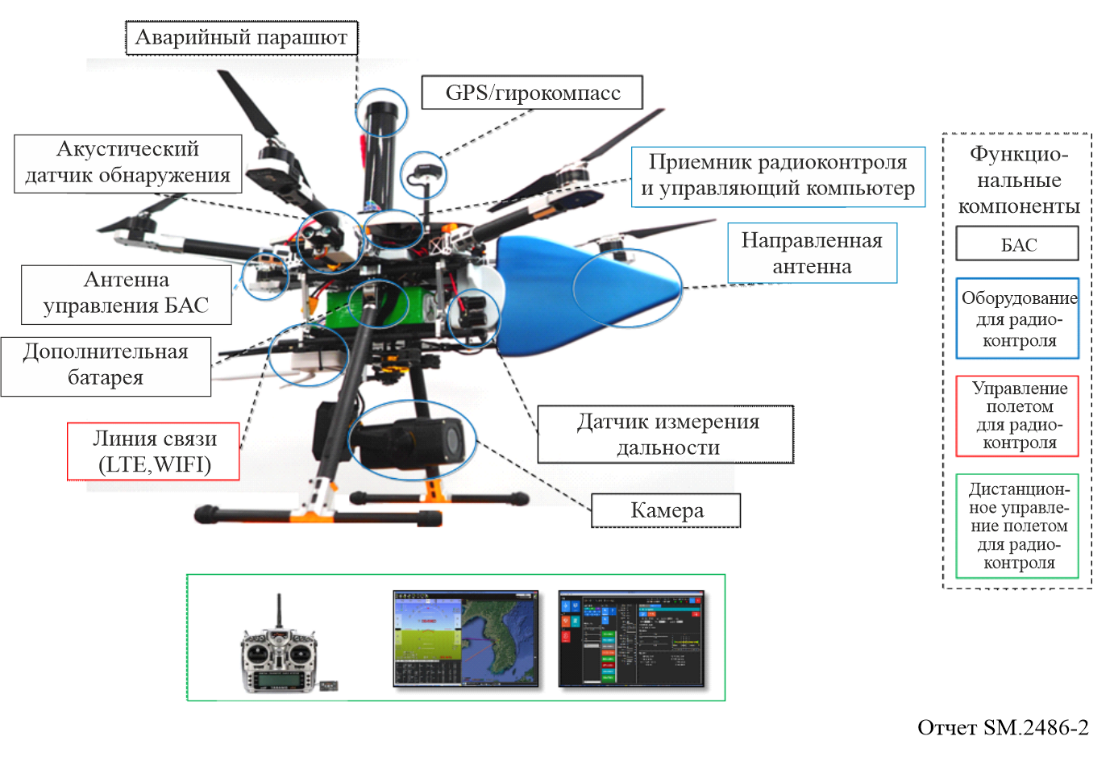 Аварийный парашют
GPS/гирокомпасс
Акустический
датчик обнаружения
Приемник радиоконтроля
и управляющий компьютер
Направленная
антенна
Антенна
управления БАС
Дополнительная
батарея
Линия связи
(LTE,WIFI)
Датчик измерения
дальности
Камера
Функцио-
нальные
компоненты
БАС
Оборудование
для радио-
контроля
Управление
полетом
для радио-
контроля
Дистанцион-
ное управле-
ние полетом
для радио-
контроля
Отчет SM.2486-2